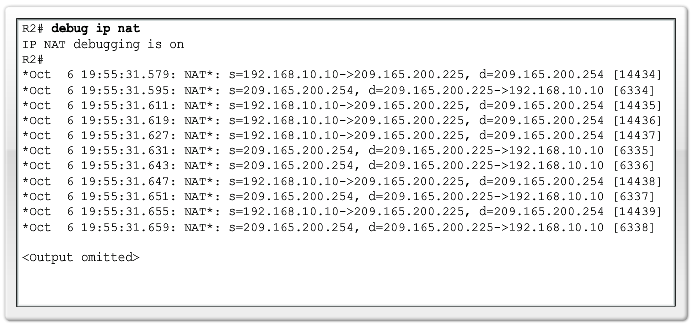 R2# debug ip nat
IP NAT debugging is on
R2#
*Oct  6 19:55:31.579: NAT*: s=192.168.10.10->209.165.200.225, d=209.165.200.254 [14434]
*Oct  6 19:55:31.595: NAT*: s=209.165.200.254, d=209.165.200.225->192.168.10.10 [6334]
*Oct  6 19:55:31.611: NAT*: s=192.168.10.10->209.165.200.225, d=209.165.200.254 [14435]
*Oct  6 19:55:31.619: NAT*: s=192.168.10.10->209.165.200.225, d=209.165.200.254 [14436]
*Oct  6 19:55:31.627: NAT*: s=192.168.10.10->209.165.200.225, d=209.165.200.254 [14437]
*Oct  6 19:55:31.631: NAT*: s=209.165.200.254, d=209.165.200.225->192.168.10.10 [6335]
*Oct  6 19:55:31.643: NAT*: s=209.165.200.254, d=209.165.200.225->192.168.10.10 [6336]
*Oct  6 19:55:31.647: NAT*: s=192.168.10.10->209.165.200.225, d=209.165.200.254 [14438]
*Oct  6 19:55:31.651: NAT*: s=209.165.200.254, d=209.165.200.225->192.168.10.10 [6337]
*Oct  6 19:55:31.655: NAT*: s=192.168.10.10->209.165.200.225, d=209.165.200.254 [14439]
*Oct  6 19:55:31.659: NAT*: s=209.165.200.254, d=209.165.200.225->192.168.10.10 [6338]
<Output omitted>